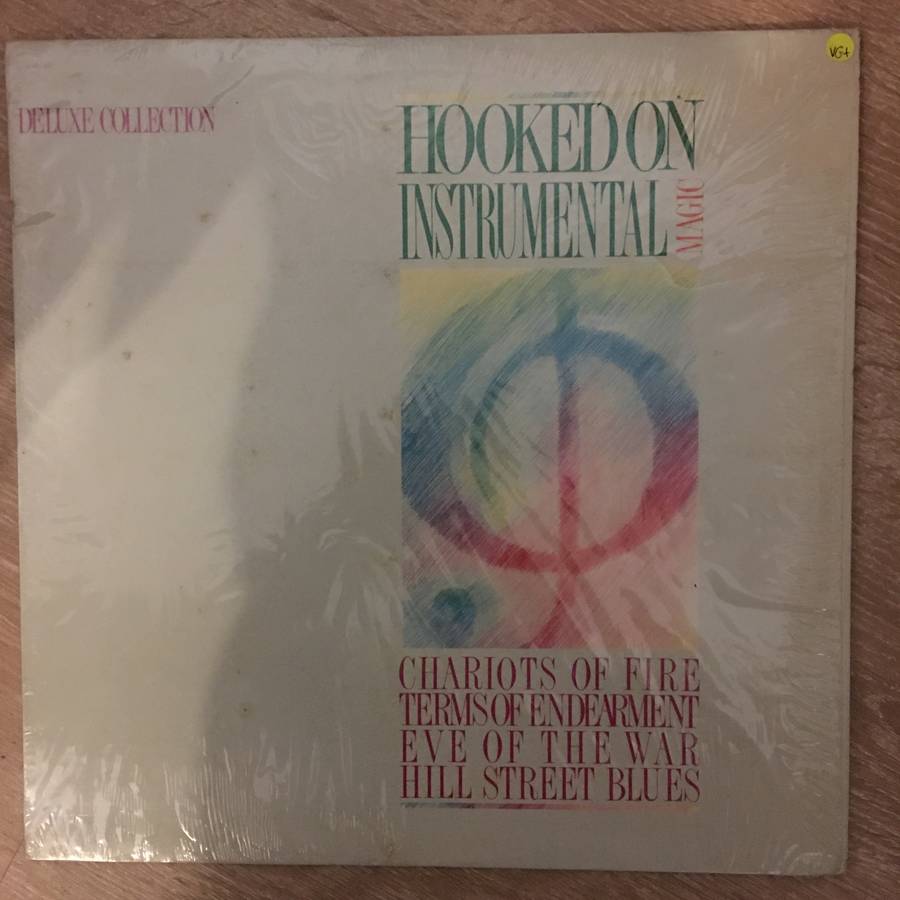 VG+
DELUXE COLLECTION
HOOKED ON
INSTRUMENTAL
MAGIC
CHARIOTS OF FIRE
TERMS OF ENDEARMENT
EVE OF THE WAR
HILL STREET BLUES